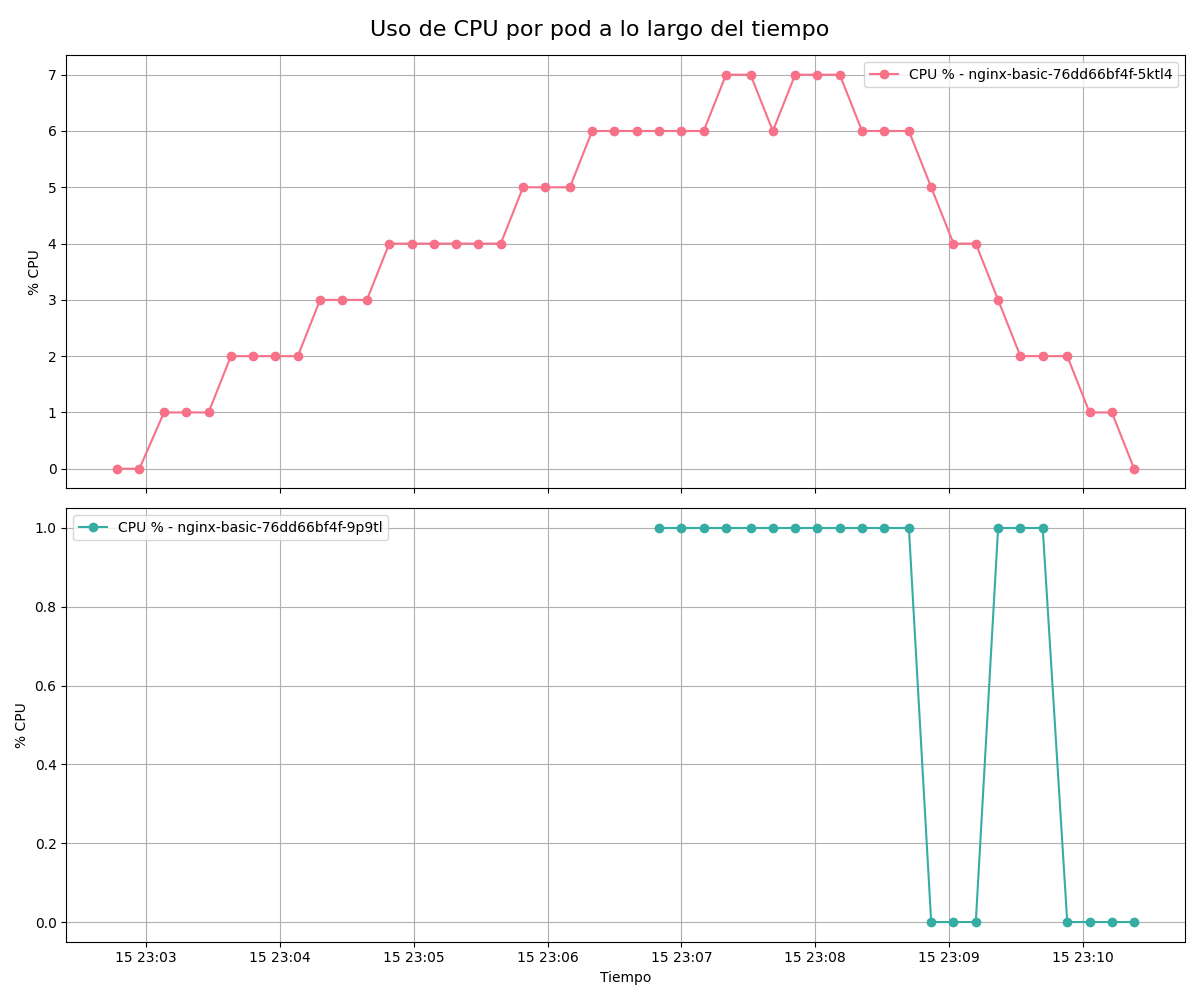 Uso de CPU por pod a lo largo del tiempo
CPU % - nginx-basic-76dd66bf4f-5ktl4
7
6
5
4
3
2
1
0
% CPU
CPU % - nginx-basic-76dd66bf4f-9p9tl
1.0
0.8
0.6
0.4
0.2
0.0
% CPU
15 23:03 15 23:04 15 23:05 15 23:06 15 23:07 15 23:08 15 23:09 15 23:10
Tiempo